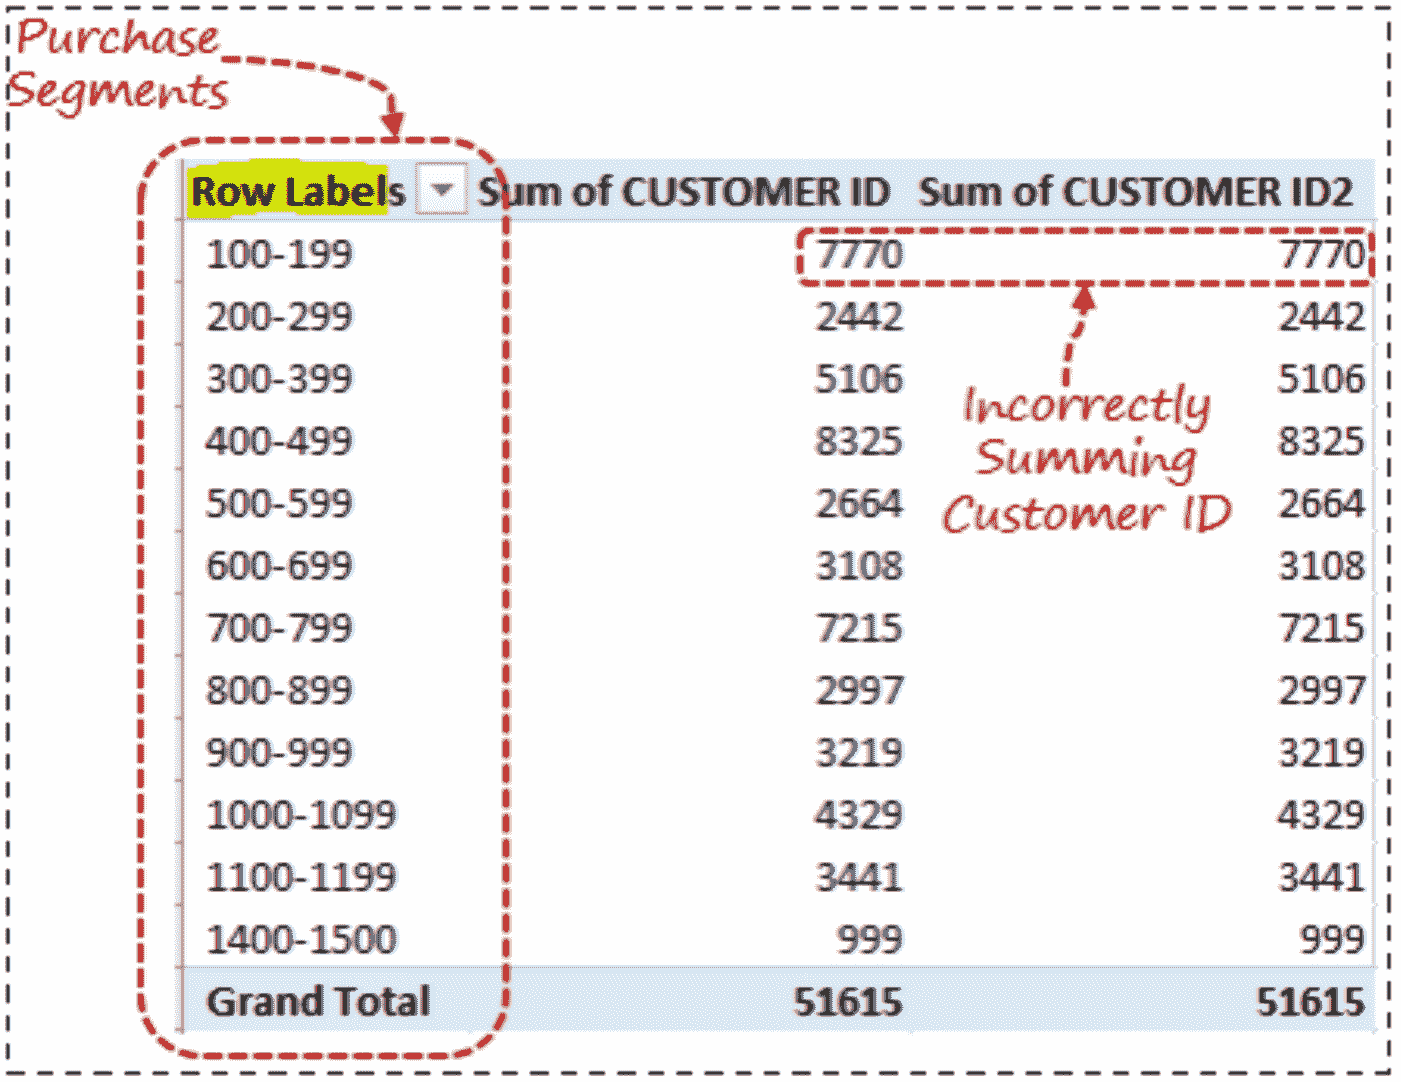 Purchase
Segments
Row Labels Sum of CUSTOMER ID Sum of CUSTOMER ID2
100-199 7770 7770
200-299 2442 2442
300-399 5106 5106
400-499 8325 8325
500-599 2664 2664
600-699 3108 3108
700-799 7215 7215
800-899 2997 2997
900-999 3219 3219
1000-1099 4329 4329
1100-1199 3441 3441
1400-1500 999 999
Grand Total 51615 51615
Incorrectly
Summing
Customer ID